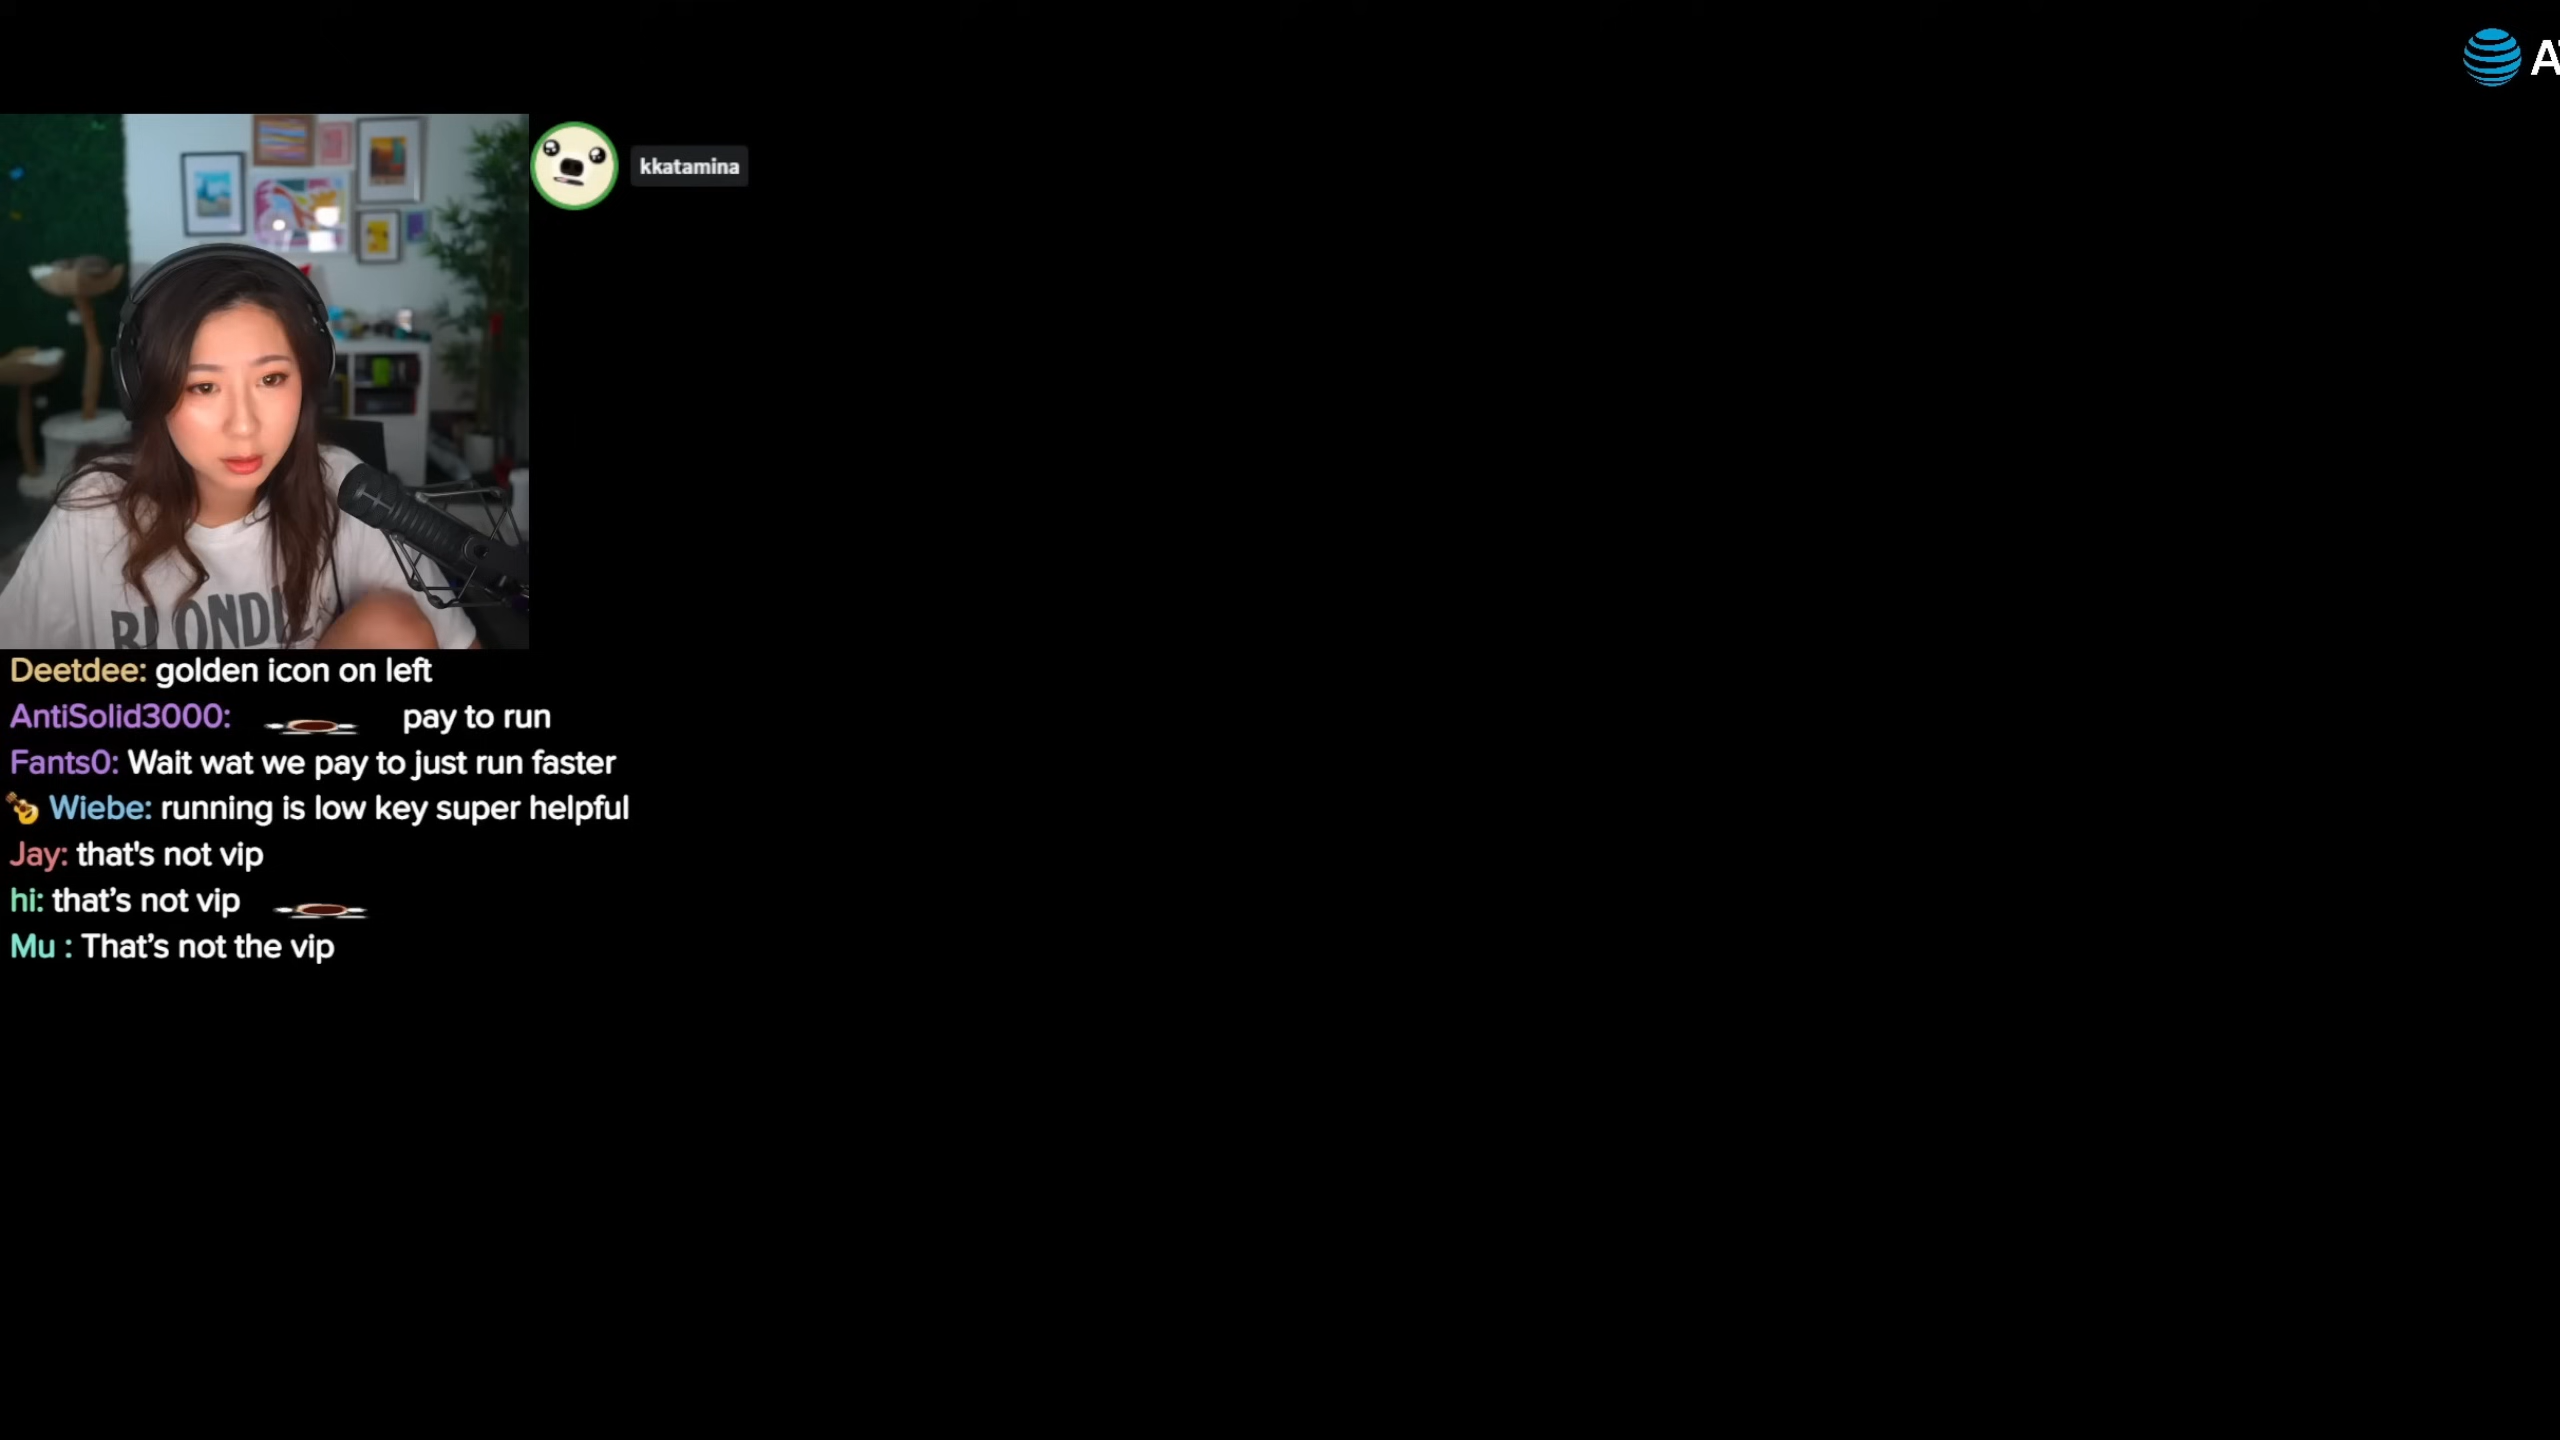 A
kkatamina
BLONDIE
Deetdee: golden icon on left
AntiSolid3000: pay to run
Fants0: Wait wat we pay to just run faster
Wiebe: running is low key super helpful
Jay: that's not vip
hi: that’s not vip
Mu : That’s not the vip